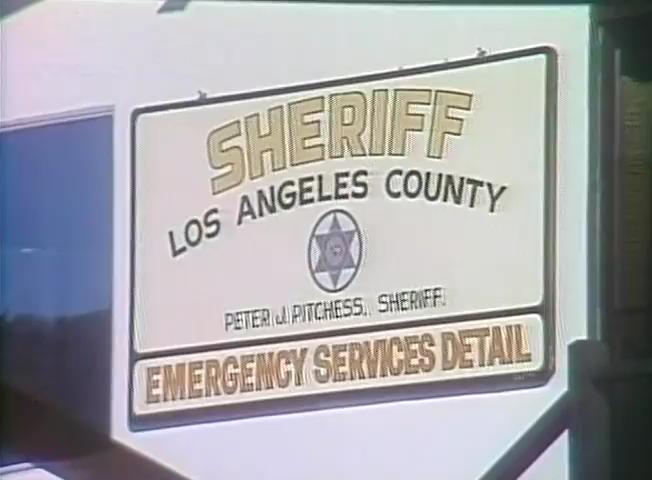 SHERIFF
LOS ANGELES COUNTY
PETER J. PITCHESS, SHERIFF
EMERGENCY SERVICES DETAIL